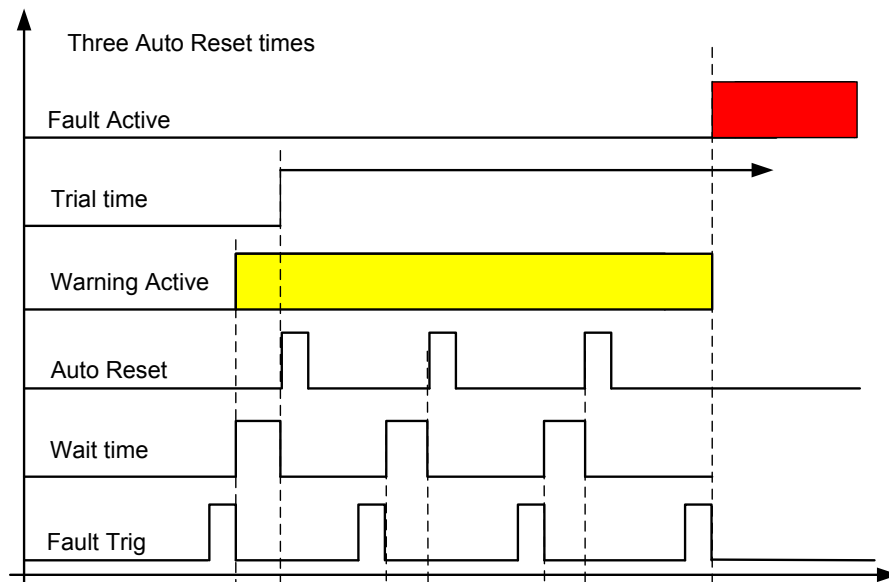 Three Auto Reset times
Fault Active
Trial time
Warning Active
Auto Reset
Wait time
Fault Trig